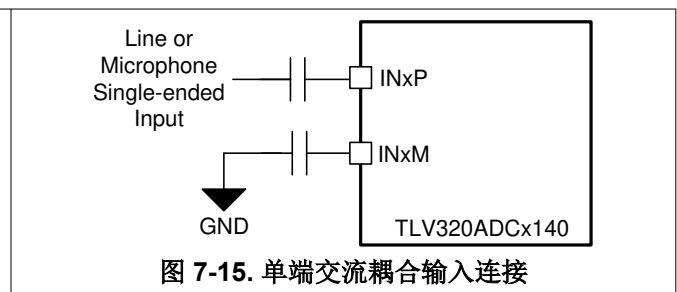 Line or
Microphone
Single-ended
Input
INxP
INxM
GND
TLV320ADCx140
图 7-15. 单端交流耦合输入连接